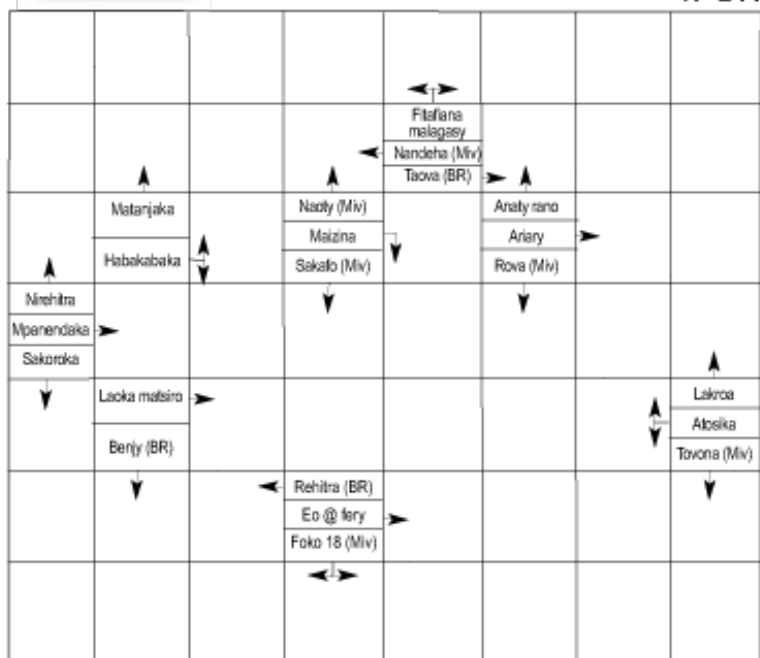 Fitafiana
malagasy
Nandeha (Miv)
Taova (BR)
Matanjaka
Habakabaka
Naoty (Miv)
Maizina
Sakafo (Miv)
Anaty rano
Ariary
Rova (Miv)
Nirehitra
Mpanendaka
Sakoroka
Laoka matsiro
Benjy (BR)
Lakroa
Atosika
Tovona (Miv)
Rehitra (BR)
Eo @ fery
Foko 18 (Miv)